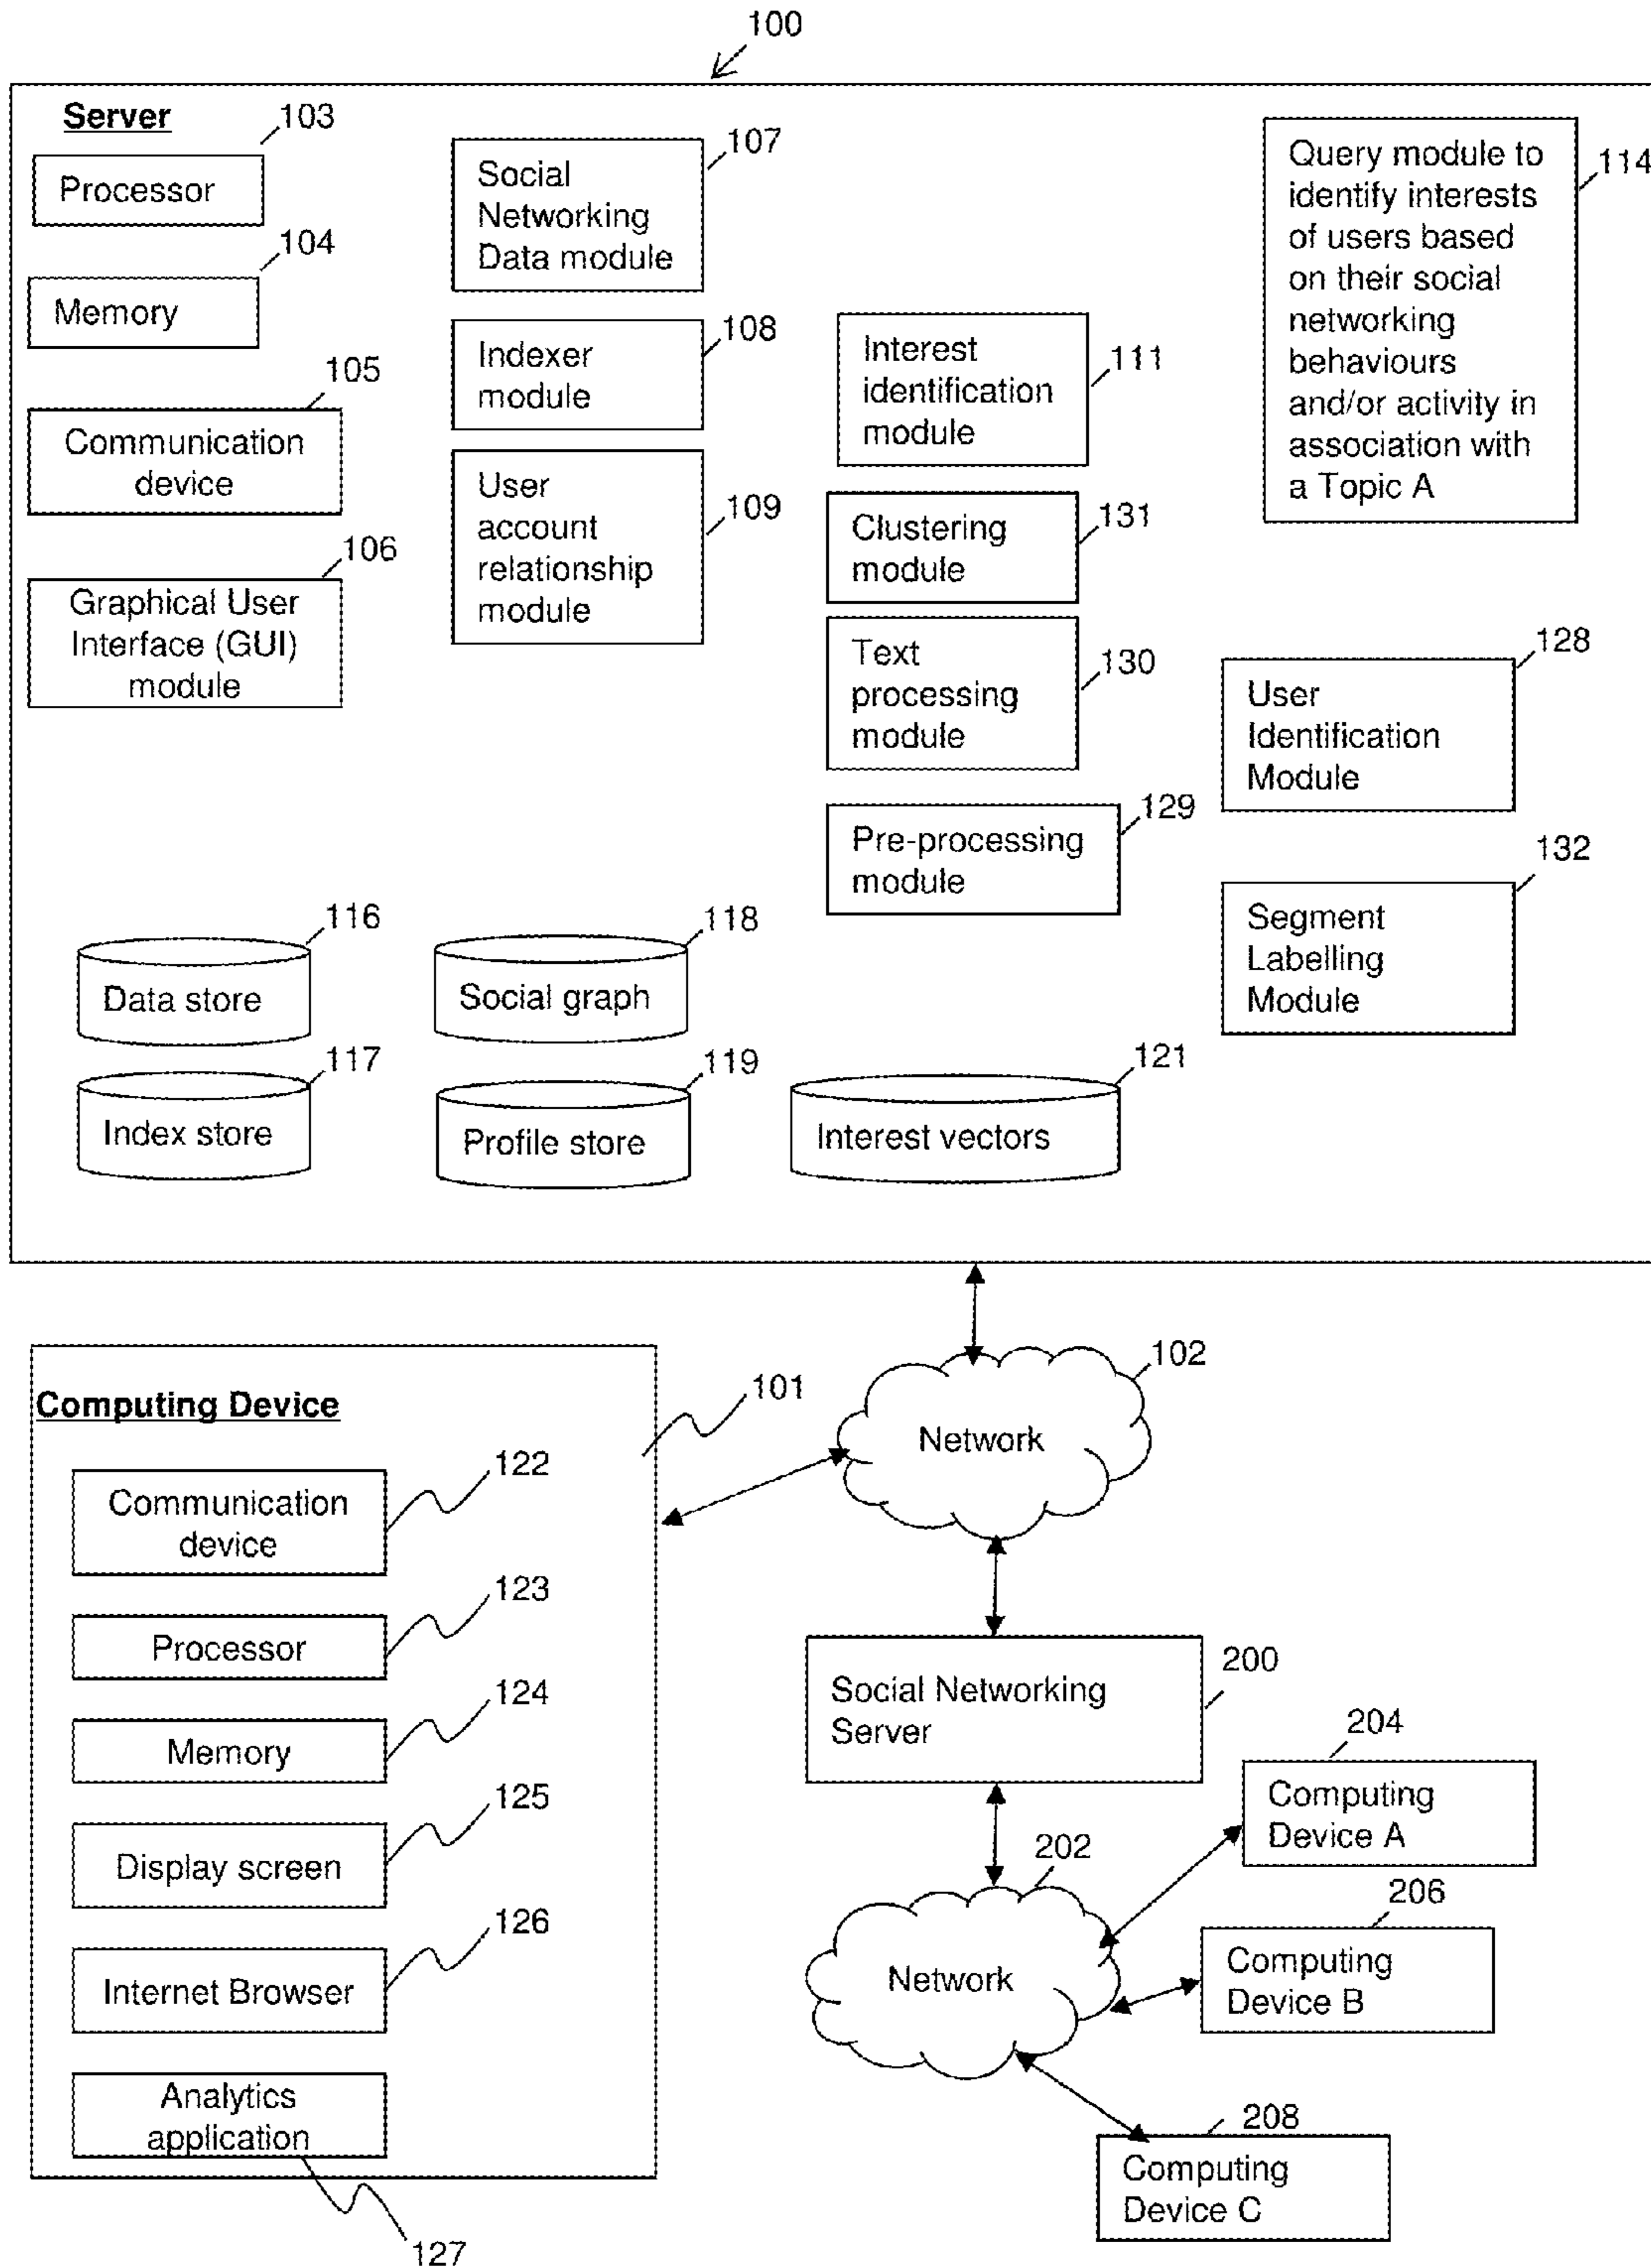 100
Server
103
Processor
104
Memory
105
Communication
device
106
Graphical User
Interface (GUI)
module
107
Social
Networking
Data module
108
Indexer
module
109
User
account
relationship
module
111
Interest
identification
module
131
Clustering
module
130
Text
processing
module
129
Pre-processing
module
114
Query module to
identify interests
of users based
on their social
networking
behaviours
and/or activity in
association with
a Topic A
128
User
Identification
Module
132
Segment
Labelling
Module
116
Data store
118
Social graph
117
Index store
119
Profile store
121
Interest vectors
101
Computing Device
122
Communication
device
123
Processor
124
Memory
125
Display screen
126
Internet Browser
Analytics
application
127
102
Network
200
Social Networking
Server
202
Network
204
Computing
Device A
206
Computing
Device B
208
Computing
Device C